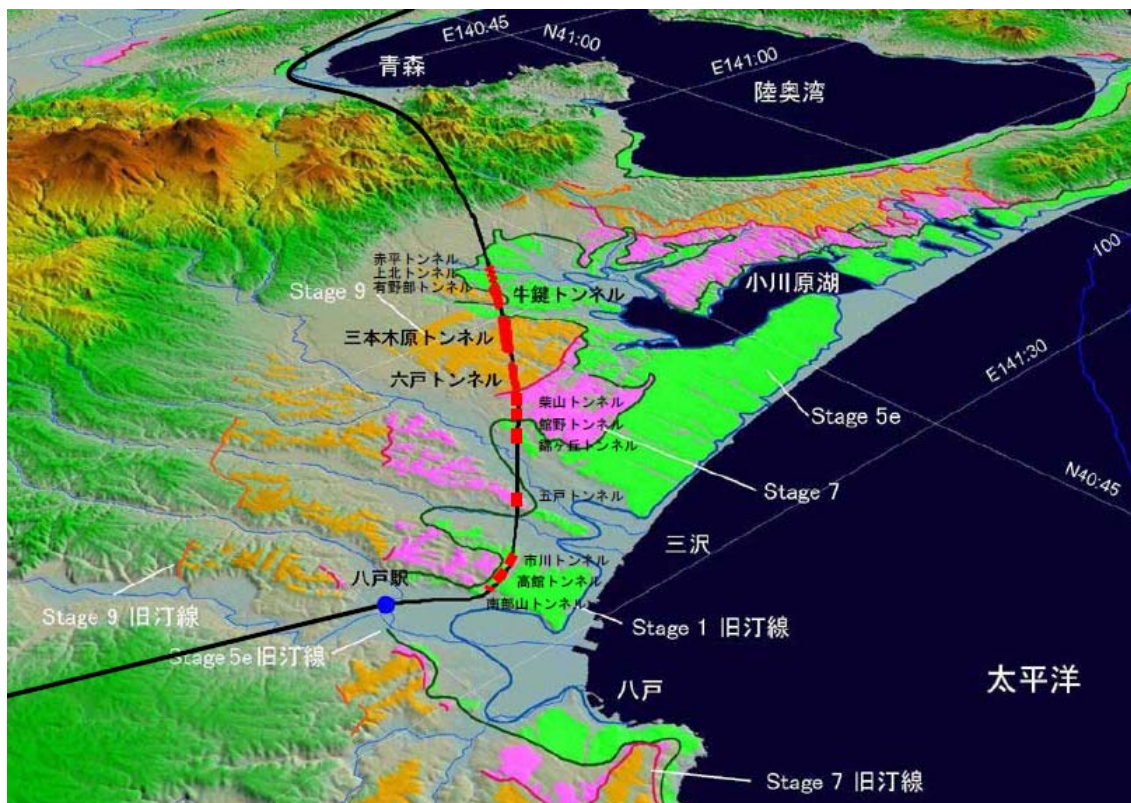 E140:45
N41:00
E141:00
青森
陸奥湾
100
赤平トンネル
上北トンネル
有野部トンネル
Stage 9
牛鍵トンネル
小川原湖
三本木原トンネル
E141:30
六戸トンネル
柴山トンネル
館野トンネル
錦ヶ丘トンネル
Stage 5e
Stage 7
N40:45
五戸トンネル
三沢
市川トンネル
八戸駅
高館トンネル
南部山トンネル
Stage 9 旧汀線
Stage 1 旧汀線
Stage 5e 旧汀線
太平洋
八戸
Stage 7 旧汀線